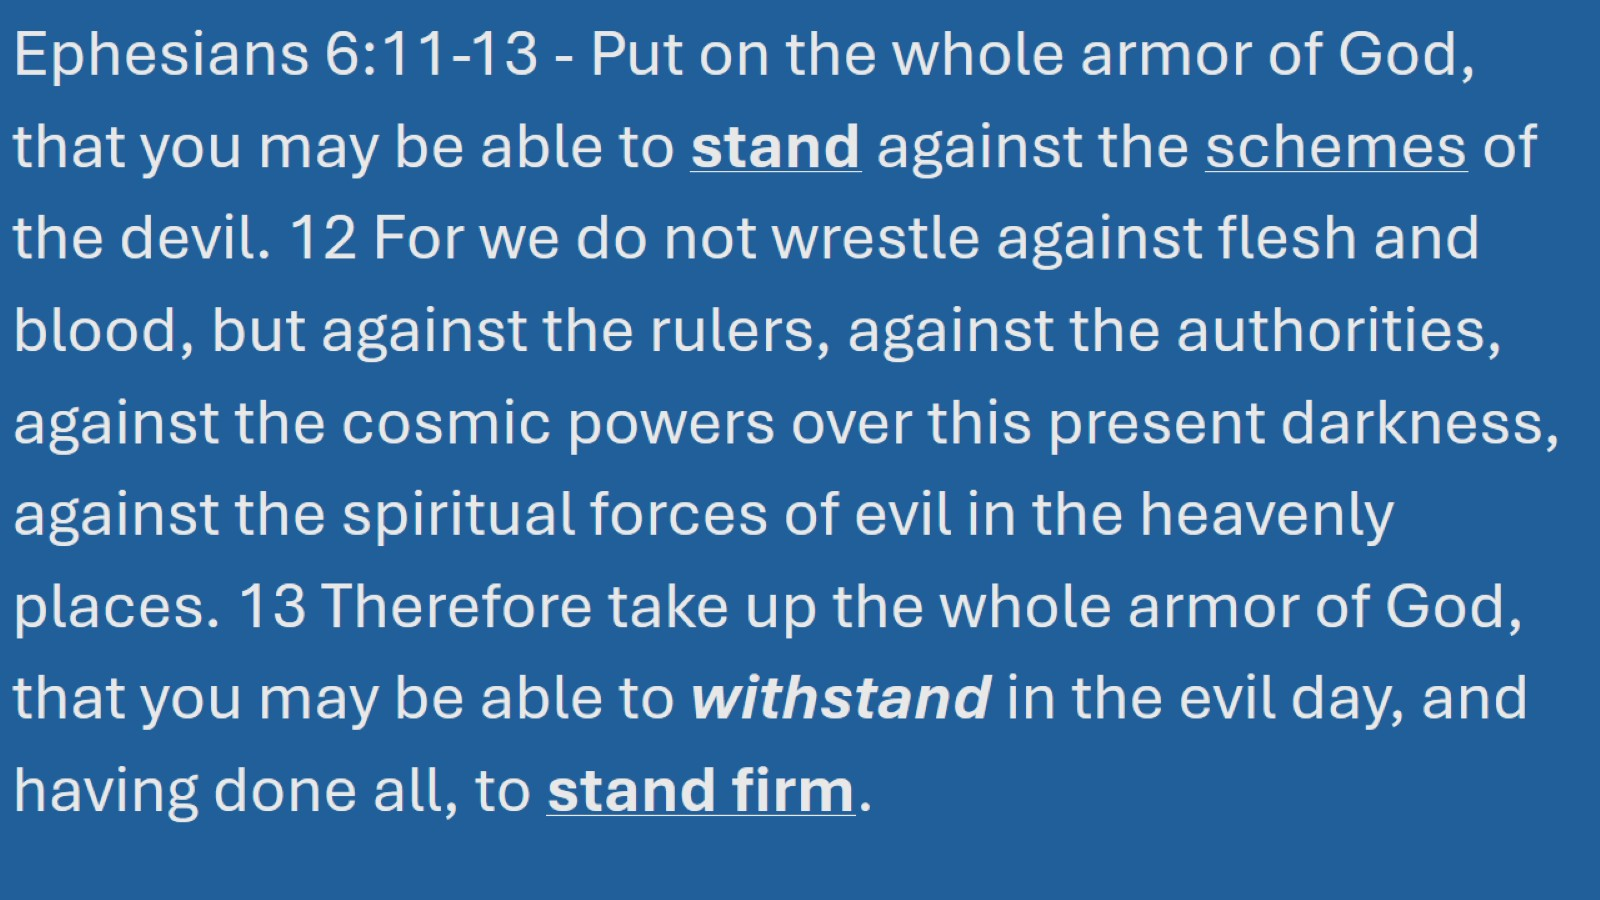 Ephesians 6:11-13 - Put on the whole armor of God,
that you may be able to stand against the schemes of
the devil. 12 For we do not wrestle against flesh and
blood, but against the rulers, against the authorities,
against the cosmic powers over this present darkness,
against the spiritual forces of evil in the heavenly
places. 13 Therefore take up the whole armor of God,
that you may be able to withstand in the evil day, and
having done all, to stand firm.